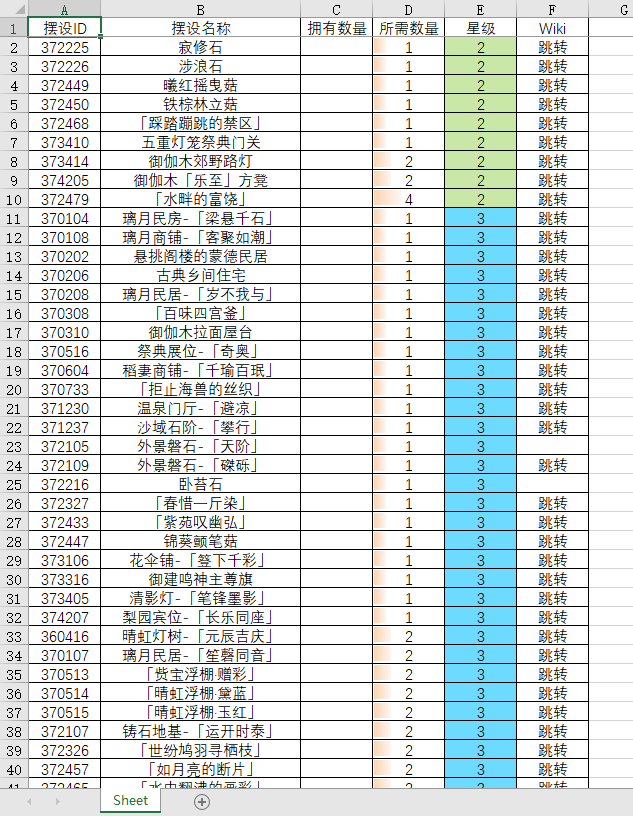 A B C D E F G
1 摆设ID 摆设名称 拥有数量 所需数量 星级 Wiki
2 372225 寂修石 1 2 跳转
3 372226 涉浪石 1 2 跳转
4 372449 曦红摇曳菇 1 2 跳转
5 372450 铁棕林立菇 1 2 跳转
6 372468 「踩踏蹦跳的禁区」 1 2 跳转
7 373410 五重灯笼祭典门关 1 2 跳转
8 373414 御伽木郊野路灯 2 2 跳转
9 374205 御伽木「乐至」方凳 2 2 跳转
10 372479 「水畔的富饶」 4 2 跳转
11 370104 璃月民房-「梁悬千石」 1 3 跳转
12 370108 璃月商铺-「客聚如潮」 1 3 跳转
13 370202 悬挑阁楼的蒙德民居 1 3 跳转
14 370206 古典乡间住宅 1 3 跳转
15 370208 璃月民居-「岁不我与」 1 3 跳转
16 370308 「百味四宫釜」 1 3 跳转
17 370310 御伽木拉面屋台 1 3 跳转
18 370516 祭典展位-「奇奥」 1 3 跳转
19 370604 稻妻商铺-「千瑜百珉」 1 3 跳转
20 370733 「拒止海兽的丝织」 1 3 跳转
21 371230 温泉门厅-「避凉」 1 3 跳转
22 371237 沙域石阶-「攀行」 1 3 跳转
23 372105 外景磐石-「天阶」 1 3
24 372109 外景磐石-「磔砾」 1 3 跳转
25 372216 卧苔石 1 3
26 372327 「春惜一斤染」 1 3 跳转
27 372433 「紫苑叹幽弘」 1 3 跳转
28 372447 锦葵颤笔菇 1 3 跳转
29 373106 花伞铺-「签下千彩」 1 3 跳转
30 373316 御建鸣神主尊旗 1 3 跳转
31 373405 清影灯-「笔锋墨影」 1 3 跳转
32 374207 梨园宾位-「长乐同座」 1 3 跳转
33 360416 晴虹灯树-「元辰吉庆」 2 3 跳转
34 370107 璃月民居-「笙磬同音」 2 3 跳转
35 370513 「赀宝浮棚·赠彩」 2 3 跳转
36 370514 「晴虹浮棚·黛蓝」 2 3 跳转
37 370515 「晴虹浮棚·玉红」 2 3 跳转
38 372107 铸石地基-「运开时泰」 2 3 跳转
39 372326 「世纷鸠羽寻栖枝」 2 3 跳转
40 372457 「如月亮的断片」 2 3 跳转
Sheet